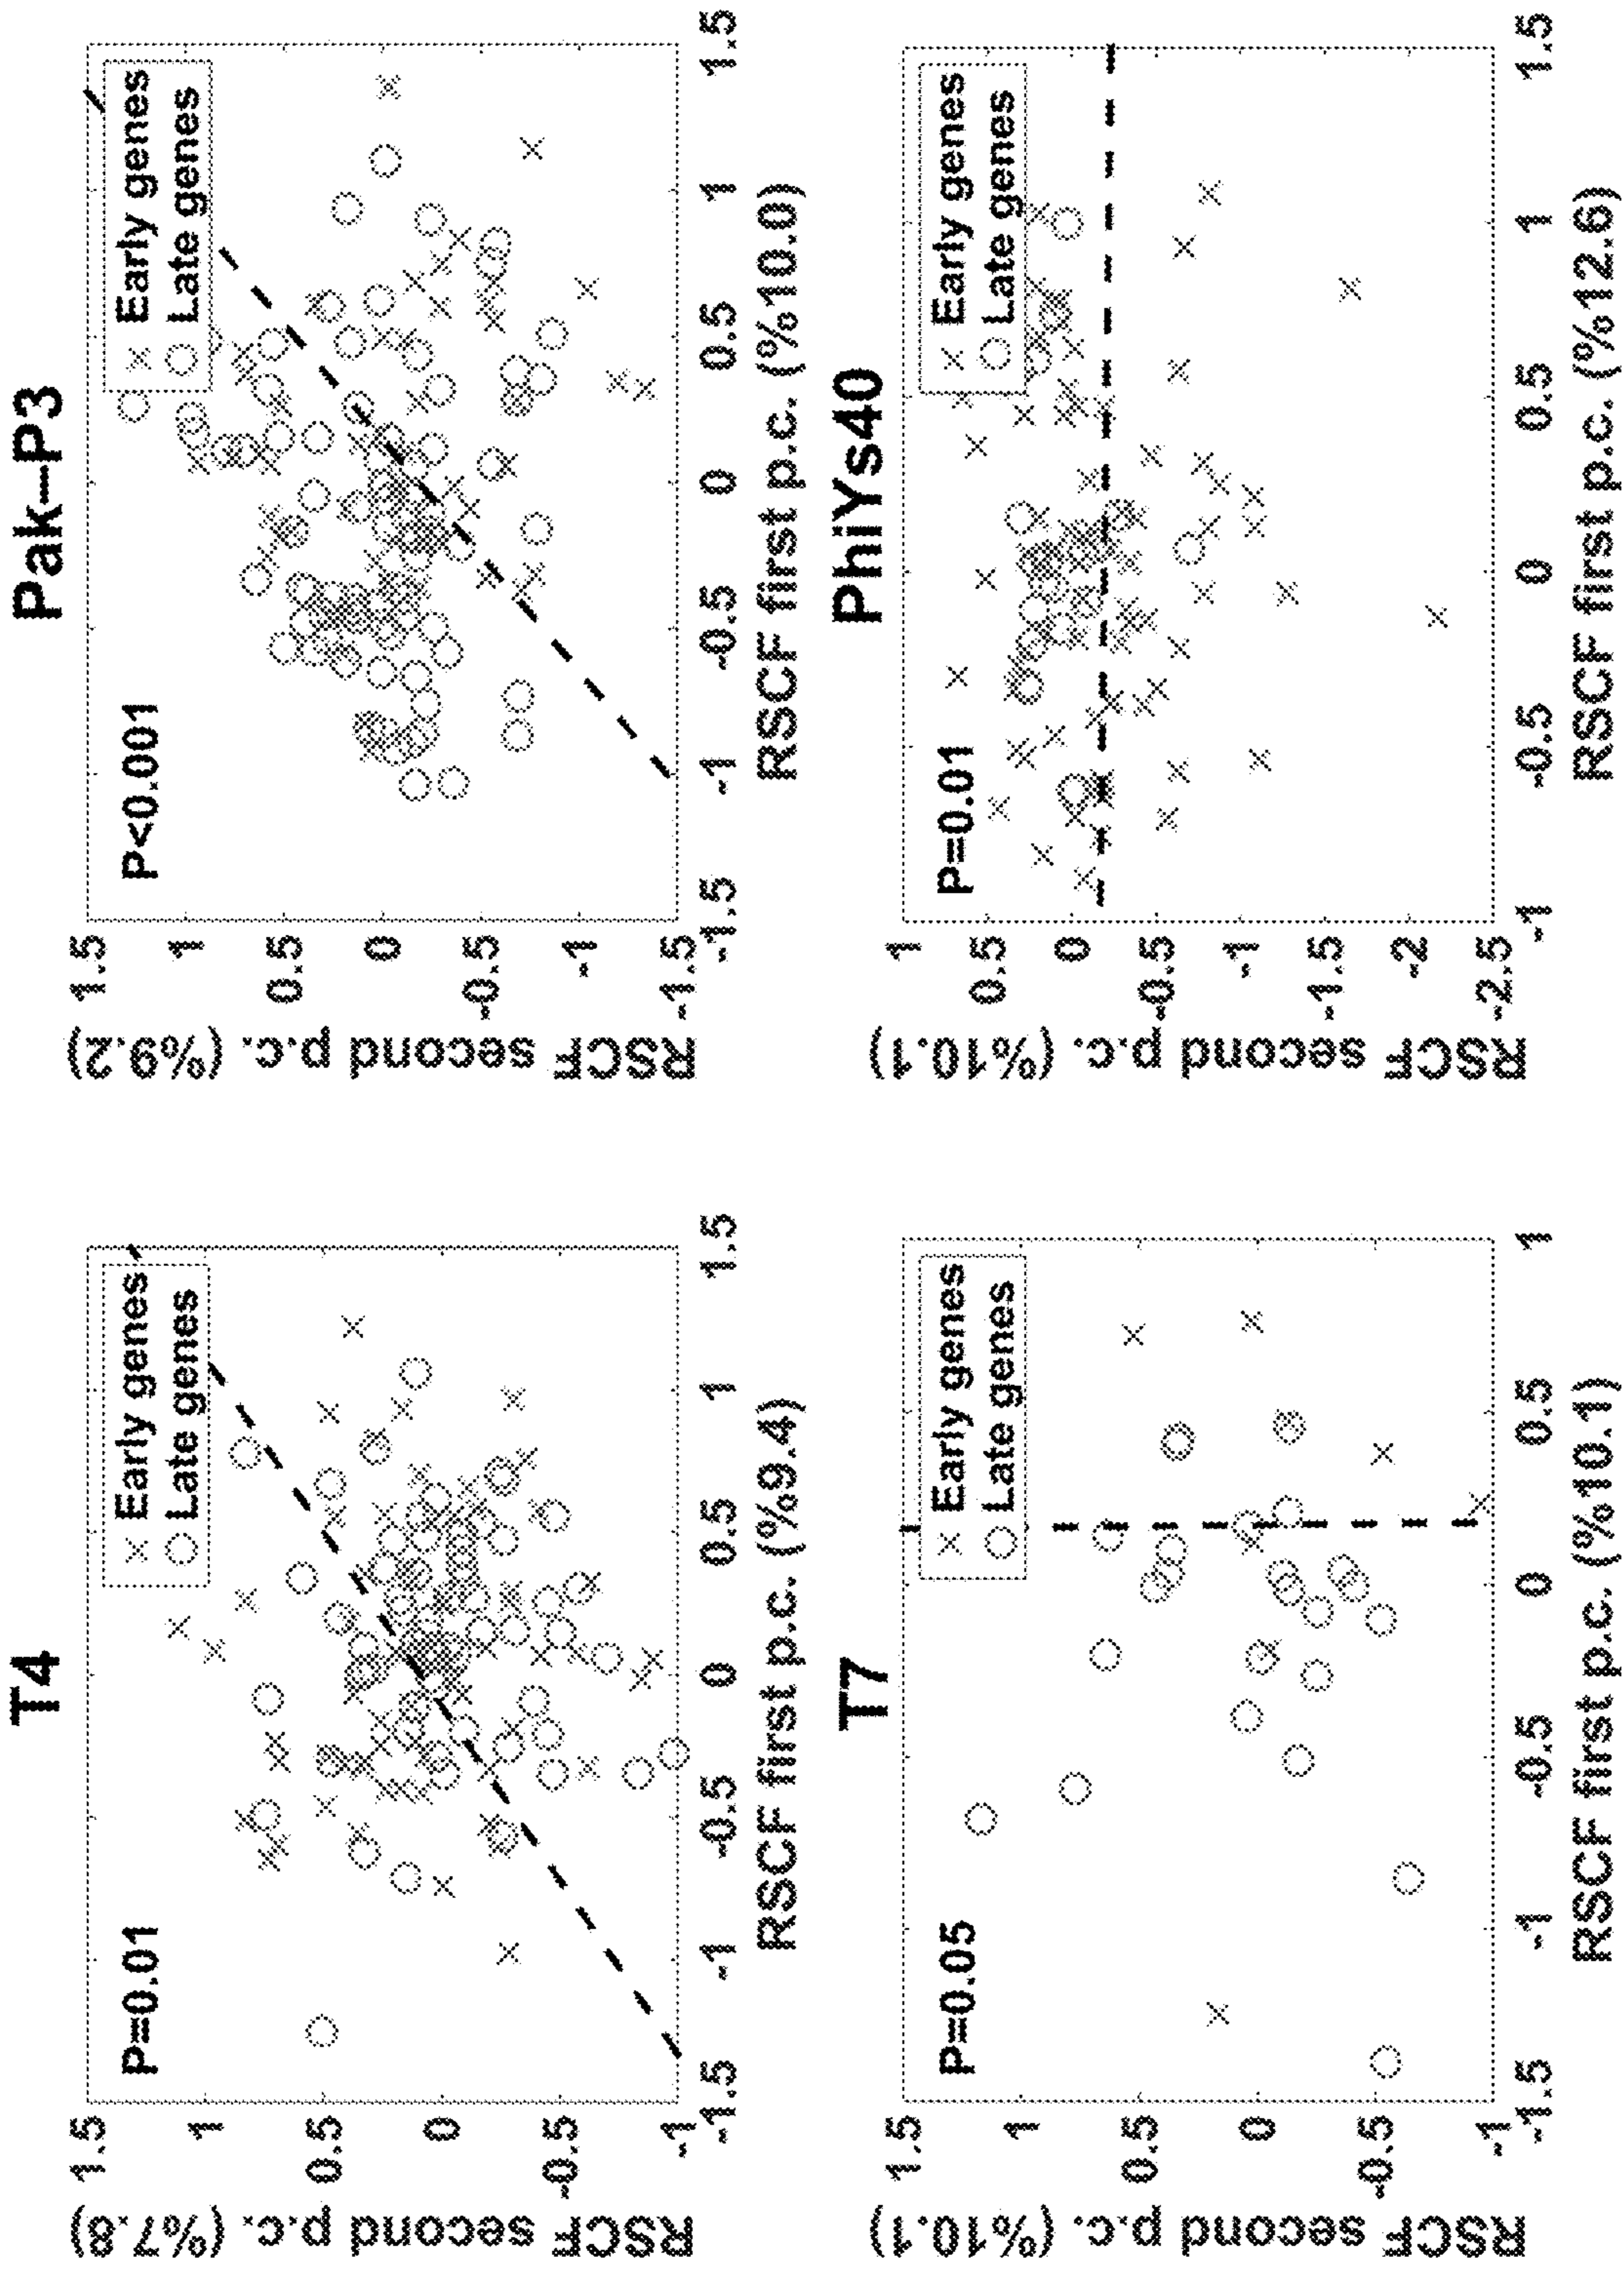 T4
P=0.01
Early genes
Late genes
1.5
1
0.5
0
-0.5
-1
-1.5
-1
-0.5
0
0.5
1
1.5
RSCF second p.c. (%7.8)
RSCF first p.c. (%9.4)
Pak–P3
P<0.001
Early genes
Late genes
1.5
1
0.5
0
-0.5
-1
-1.5
-1.5
-1
-0.5
0
0.5
1
1.5
RSCF second p.c. (%9.2)
RSCF first p.c. (%10.0)
T7
P=0.05
Early genes
Late genes
1.5
1
0.5
0
-0.5
-1
-1.5
-1
-0.5
0
0.5
1
RSCF second p.c. (%10.1)
RSCF first p.c. (%10.1)
PhiYs40
P=0.01
Early genes
Late genes
1
0.5
0
-0.5
-1
-1.5
-2
-2.5
-1
-0.5
0
0.5
1
1.5
RSCF second p.c. (%10.1)
RSCF first p.c. (%12.6)